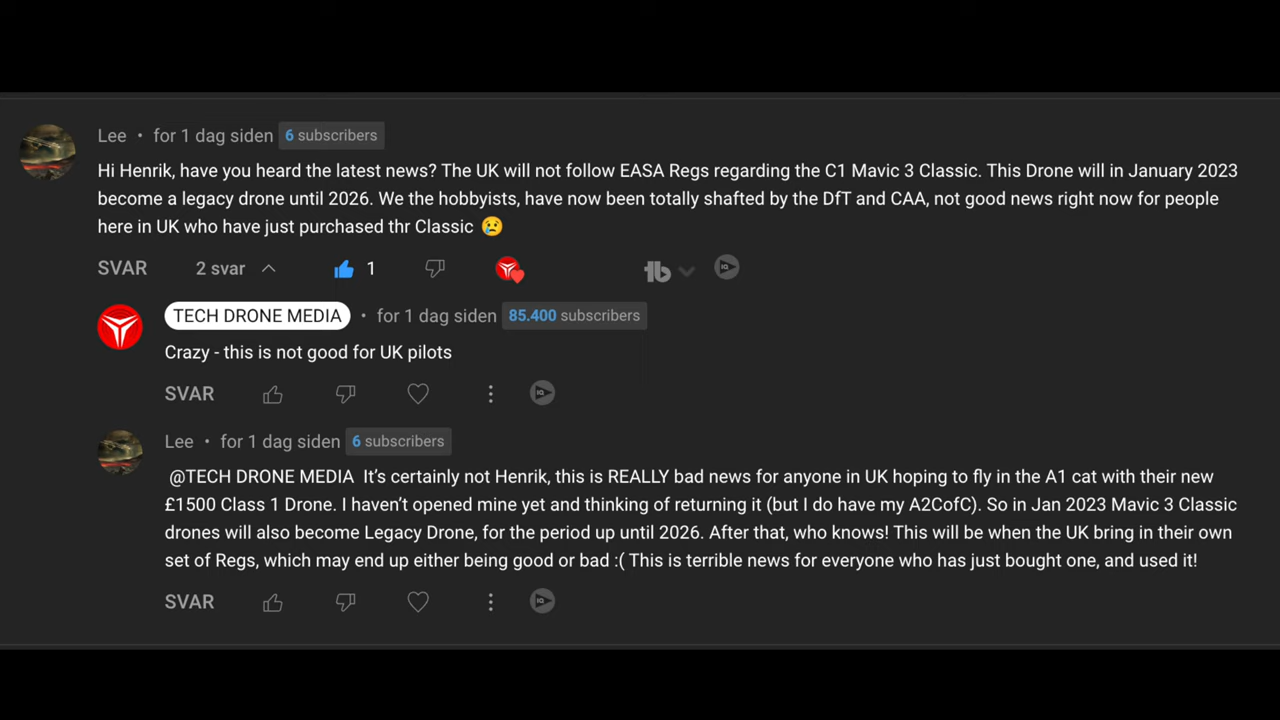 Lee • for 1 dag siden 6 subscribers
Hi Henrik, have you heard the latest news? The UK will not follow EASA Regs regarding the C1 Mavic 3 Classic. This Drone will in January 2023
become a legacy drone until 2026. We the hobbyists, have now been totally shafted by the DfT and CAA, not good news right now for people
here in UK who have just purchased thr Classic 😢
SVAR 2 svar 1
TECH DRONE MEDIA • for 1 dag siden 85.400 subscribers
Crazy - this is not good for UK pilots
SVAR
Lee • for 1 dag siden 6 subscribers
@TECH DRONE MEDIA It’s certainly not Henrik, this is REALLY bad news for anyone in UK hoping to fly in the A1 cat with their new
£1500 Class 1 Drone. I haven’t opened mine yet and thinking of returning it (but I do have my A2CofC). So in Jan 2023 Mavic 3 Classic
drones will also become Legacy Drone, for the period up until 2026. After that, who knows! This will be when the UK bring in their own
set of Regs, which may end up either being good or bad :( This is terrible news for everyone who has just bought one, and used it!
SVAR